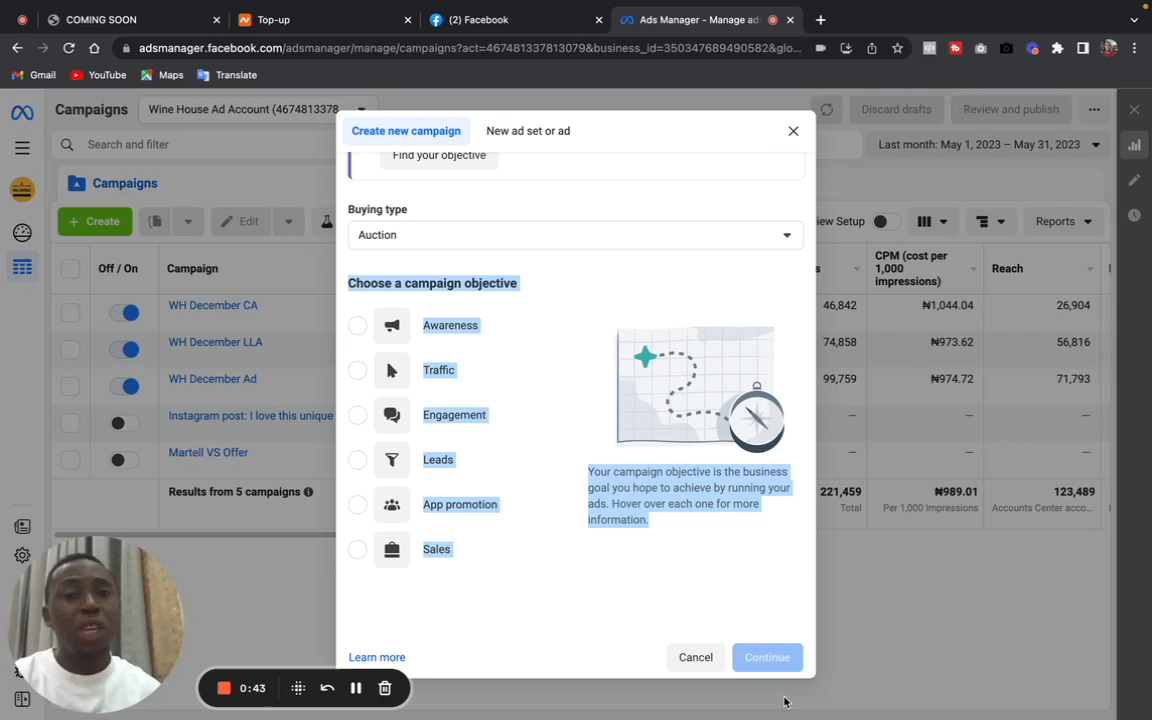 COMING SOON
Top-up
(2) Facebook
Ads Manager - Manage ad
adsmanager.facebook.com/adsmanager/manage/campaigns?act=467481337813079&business_id=350347689490582&glo...
Gmail
YouTube
Maps
Translate
Campaigns
Wine House Ad Account (4674813378
Discard drafts
Review and publish
Search and filter
Last month: May 1, 2023 – May 31, 2023
Campaigns
+ Create
Edit
iew Setup
Reports
Off / On
Campaign
s
CPM (cost per
1,000
impressions)
Reach
WH December CA
46,842
₦1,044.04
26,904
WH December LLA
74,858
₦973.62
56,816
WH December Ad
99,759
₦974.72
71,793
Instagram post: I love this unique
—
—
—
Martell VS Offer
—
—
—
Results from 5 campaigns
221,459
Total
₦989.01
Per 1,000 Impressions
123,489
Accounts Center acco...
Create new campaign
New ad set or ad
Find your objective
Buying type
Auction
Choose a campaign objective
Awareness
Traffic
Engagement
Leads
App promotion
Sales
Your campaign objective is the business
goal you hope to achieve by running your
ads. Hover over each one for more
information.
Learn more
Cancel
Continue
0:43